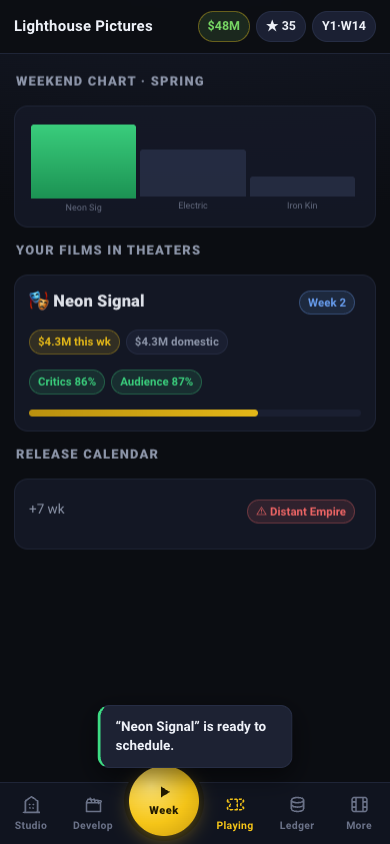 Lighthouse Pictures
$48M
★ 35
Y1·W14
WEEKEND CHART · SPRING
Neon Sig
Electric
Iron Kin
YOUR FILMS IN THEATERS
Neon Signal
Week 2
$4.3M this wk
$4.3M domestic
Critics 86%
Audience 87%
RELEASE CALENDAR
+7 wk
⚠ Distant Empire
“Neon Signal” is ready to
schedule.
Week
Studio
Develop
Playing
Ledger
More